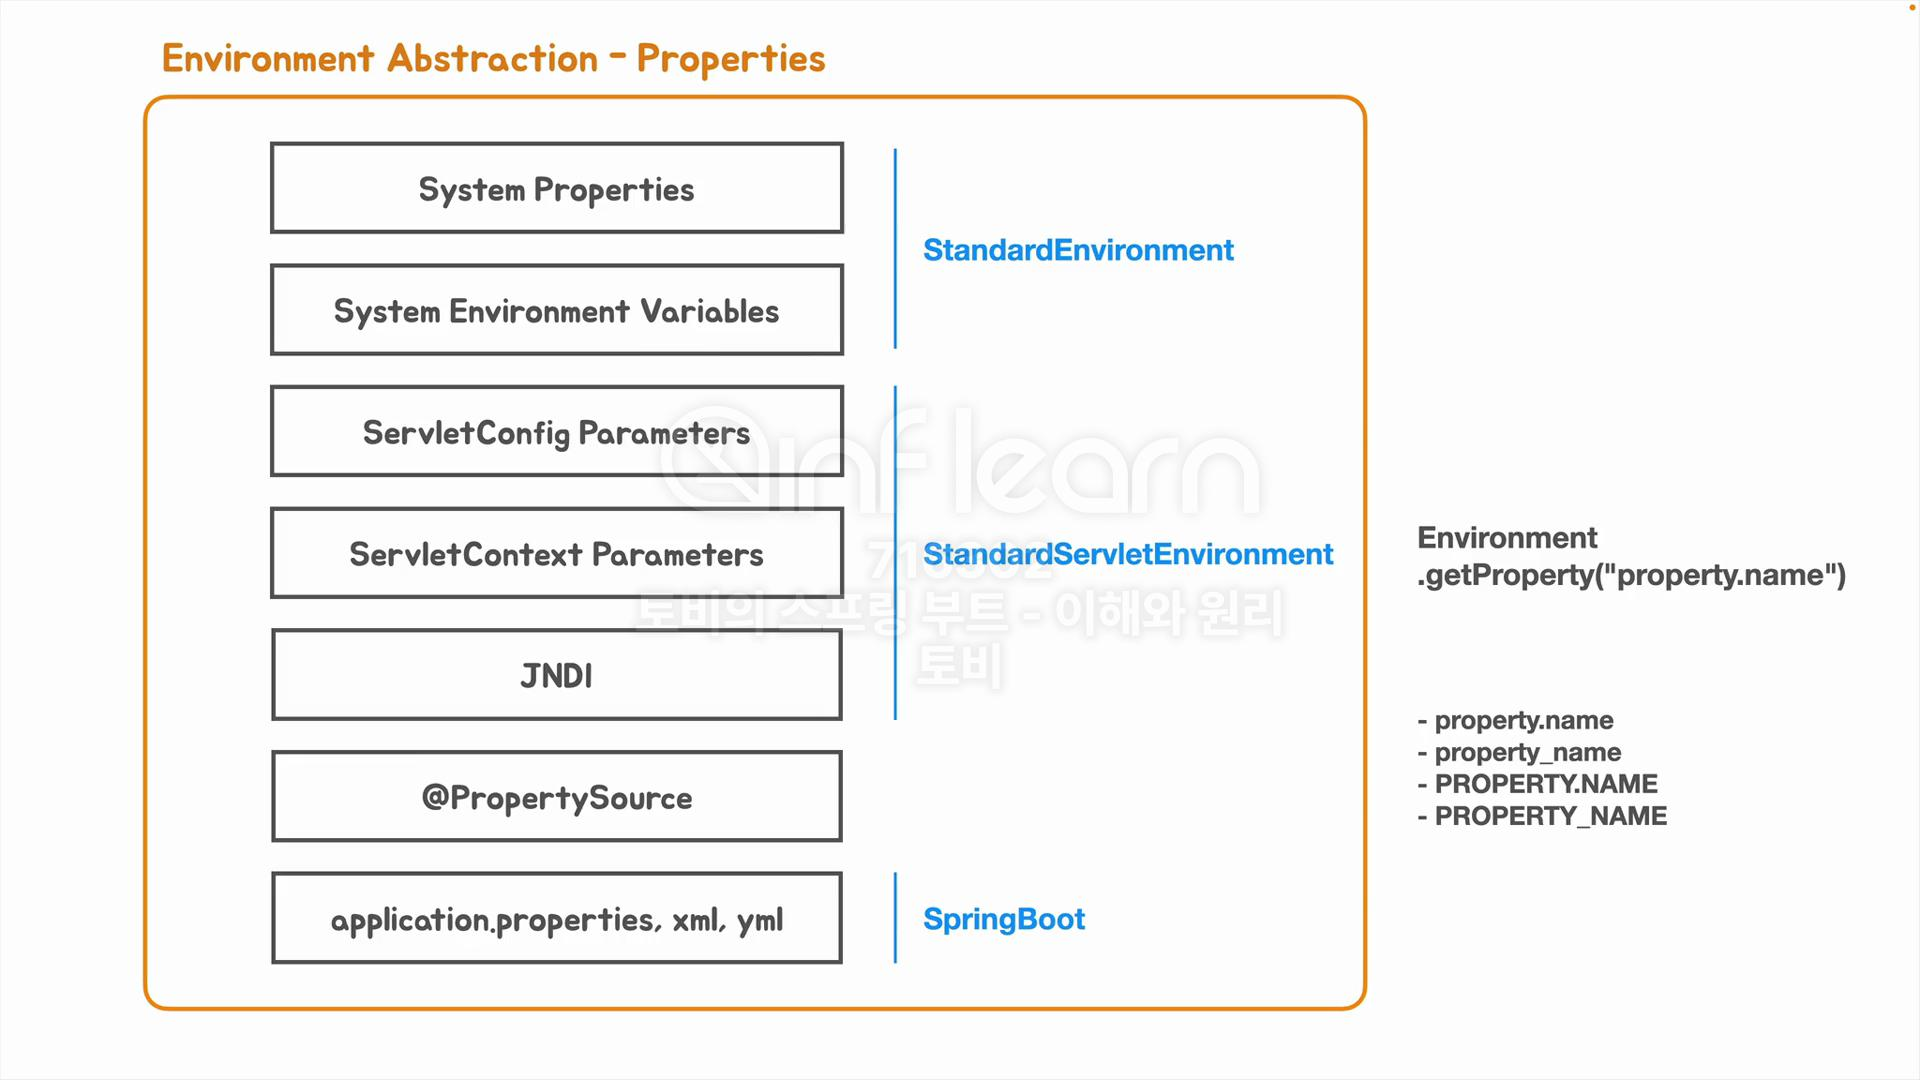 Environment Abstraction - Properties
System Properties
System Environment Variables
StandardEnvironment
ServletConfig Parameters
ServletContext Parameters
JNDI
StandardServletEnvironment
@PropertySource
application.properties, xml, yml
SpringBoot
Environment
.getProperty("property.name")
- property.name
- property_name
- PROPERTY.NAME
- PROPERTY_NAME
inflearn
토비의 스프링 부트 - 이해와 원리
토비